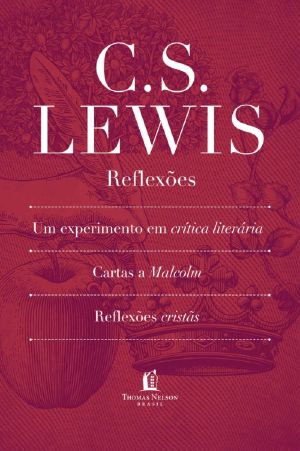 C.S.
LEWIS
Reflexões
Um experimento em crítica literária
Cartas a Malcolm
Reflexões cristãs
THOMAS NELSON
BRASIL